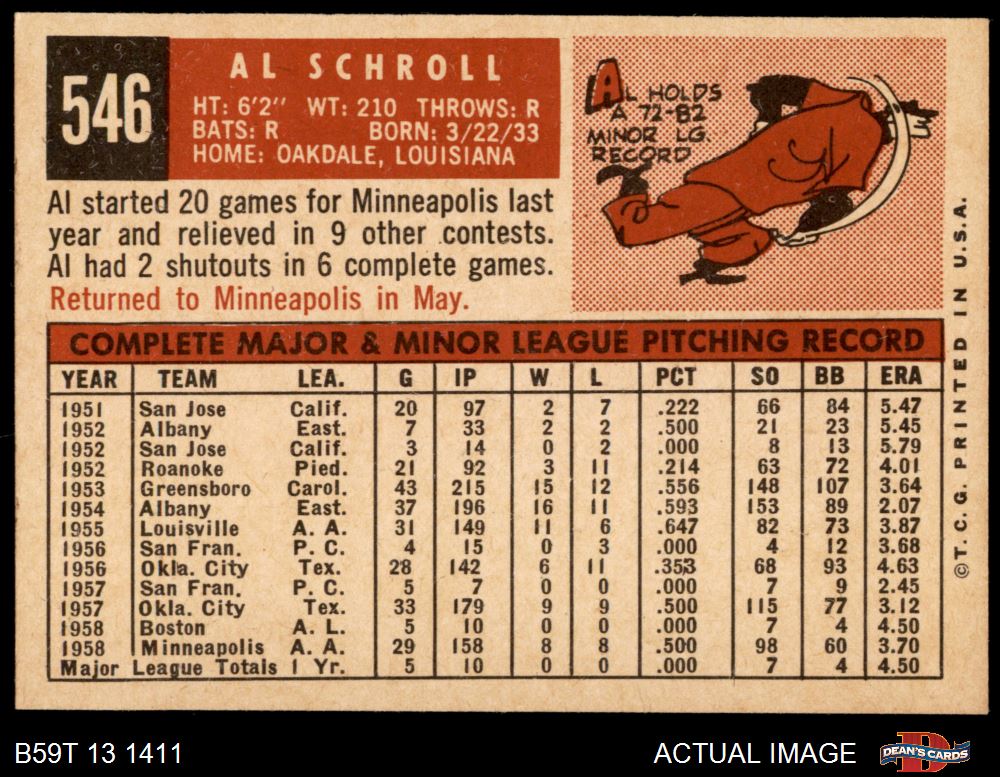 546
AL SCHROLL
HT: 6'2" WT: 210 THROWS: R
BATS: R BORN: 3/22/33
HOME: OAKDALE, LOUISIANA
AL HOLDS
A 72-82
MINOR LG.
RECORD
Al started 20 games for Minneapolis last
year and relieved in 9 other contests.
Al had 2 shutouts in 6 complete games.
Returned to Minneapolis in May.
COMPLETE MAJOR & MINOR LEAGUE PITCHING RECORD
YEAR TEAM LEA. G IP W L PCT SO BB ERA
1951 San Jose Calif. 20 97 2 7 .222 66 84 5.47
1952 Albany East. 7 33 2 2 .500 21 23 5.45
1952 San Jose Calif. 3 14 0 2 .000 8 13 5.79
1952 Roanoke Pied. 21 92 3 11 .214 63 72 4.01
1953 Greensboro Carol. 43 215 15 12 .556 148 107 3.64
1954 Albany East. 37 196 16 11 .593 153 89 2.07
1955 Louisville A. A. 31 149 11 6 .647 82 73 3.87
1956 San Fran. P. C. 4 15 0 3 .000 4 12 3.68
1956 Okla. City Tex. 28 142 6 11 .353 68 93 4.63
1957 San Fran. P. C. 5 7 0 0 .000 7 9 2.45
1957 Okla. City Tex. 33 179 9 9 .500 115 77 3.12
1958 Boston A. L. 5 10 0 0 .000 7 4 4.50
1958 Minneapolis A. A. 29 158 8 8 .500 98 60 3.70
Major League Totals 1 Yr. 5 10 0 0 .000 7 4 4.50
©T. C. G. PRINTED IN U.S.A.
B59T 13 1411
ACTUAL IMAGE
DEAN'S CARDS